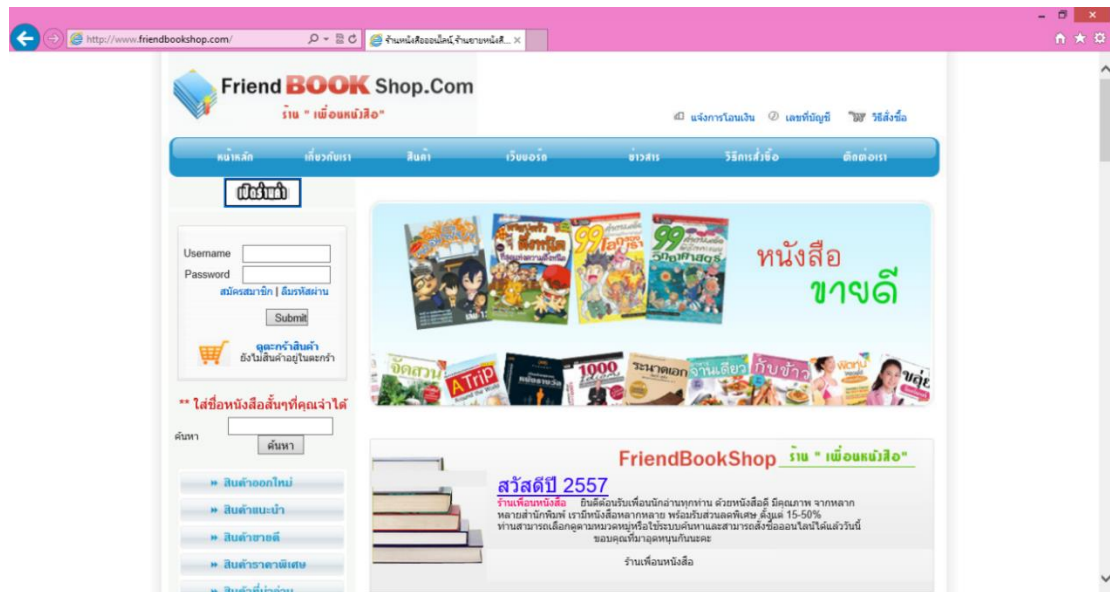 http://www.friendbookshop.com/
ร้านหนังสือออนไลน์,ร้านขายหนังสื...
Friend BOOK Shop.Com
ร้าน " เพื่อนหนังสือ"
แจ้งการโอนเงิน เลขที่บัญชี วิธีสั่งซื้อ
หน้าหลัก เกี่ยวกับเรา สินค้า เว็บบอร์ด ข่าวสาร วิธีการสั่งซื้อ ติดต่อเรา
Username
Password
สมัครสมาชิก | ลืมรหัสผ่าน
Submit
ดูตะกร้าสินค้า
ยังไม่สินค้าอยู่ในตะกร้า
** ใส่ชื่อหนังสือสั้นๆที่คุณจำได้
ค้นหา
ค้นหา
สินค้าออกใหม่
สินค้าแนะนำ
สินค้าขายดี
สินค้าราคาพิเศษ
หนังสือ
ขายดี
99
99
จัดสวน
A TriP
Around the World
1000
ระนาดเอก
จานเดียว
กับข้าว
FriendBookShop ร้าน " เพื่อนหนังสือ"
สวัสดีปี 2557
ร้านเพื่อนหนังสือ ยินดีต้อนรับเพื่อนนักอ่านทุกท่าน ด้วยหนังสือดี มีคุณภาพ จากหลาก
หลายสำนักพิมพ์ เรามีหนังสือหลากหลาย พร้อมรับส่วนลดพิเศษ ตั้งแต่ 15-50%
ท่านสามารถเลือกดูตามหมวดหมู่หรือใช้ระบบค้นหาและสามารถสั่งซื้อออนไลน์ได้แล้ววันนี้
ขอบคุณที่มาอุดหนุนกันนะคะ
ร้านเพื่อนหนังสือ